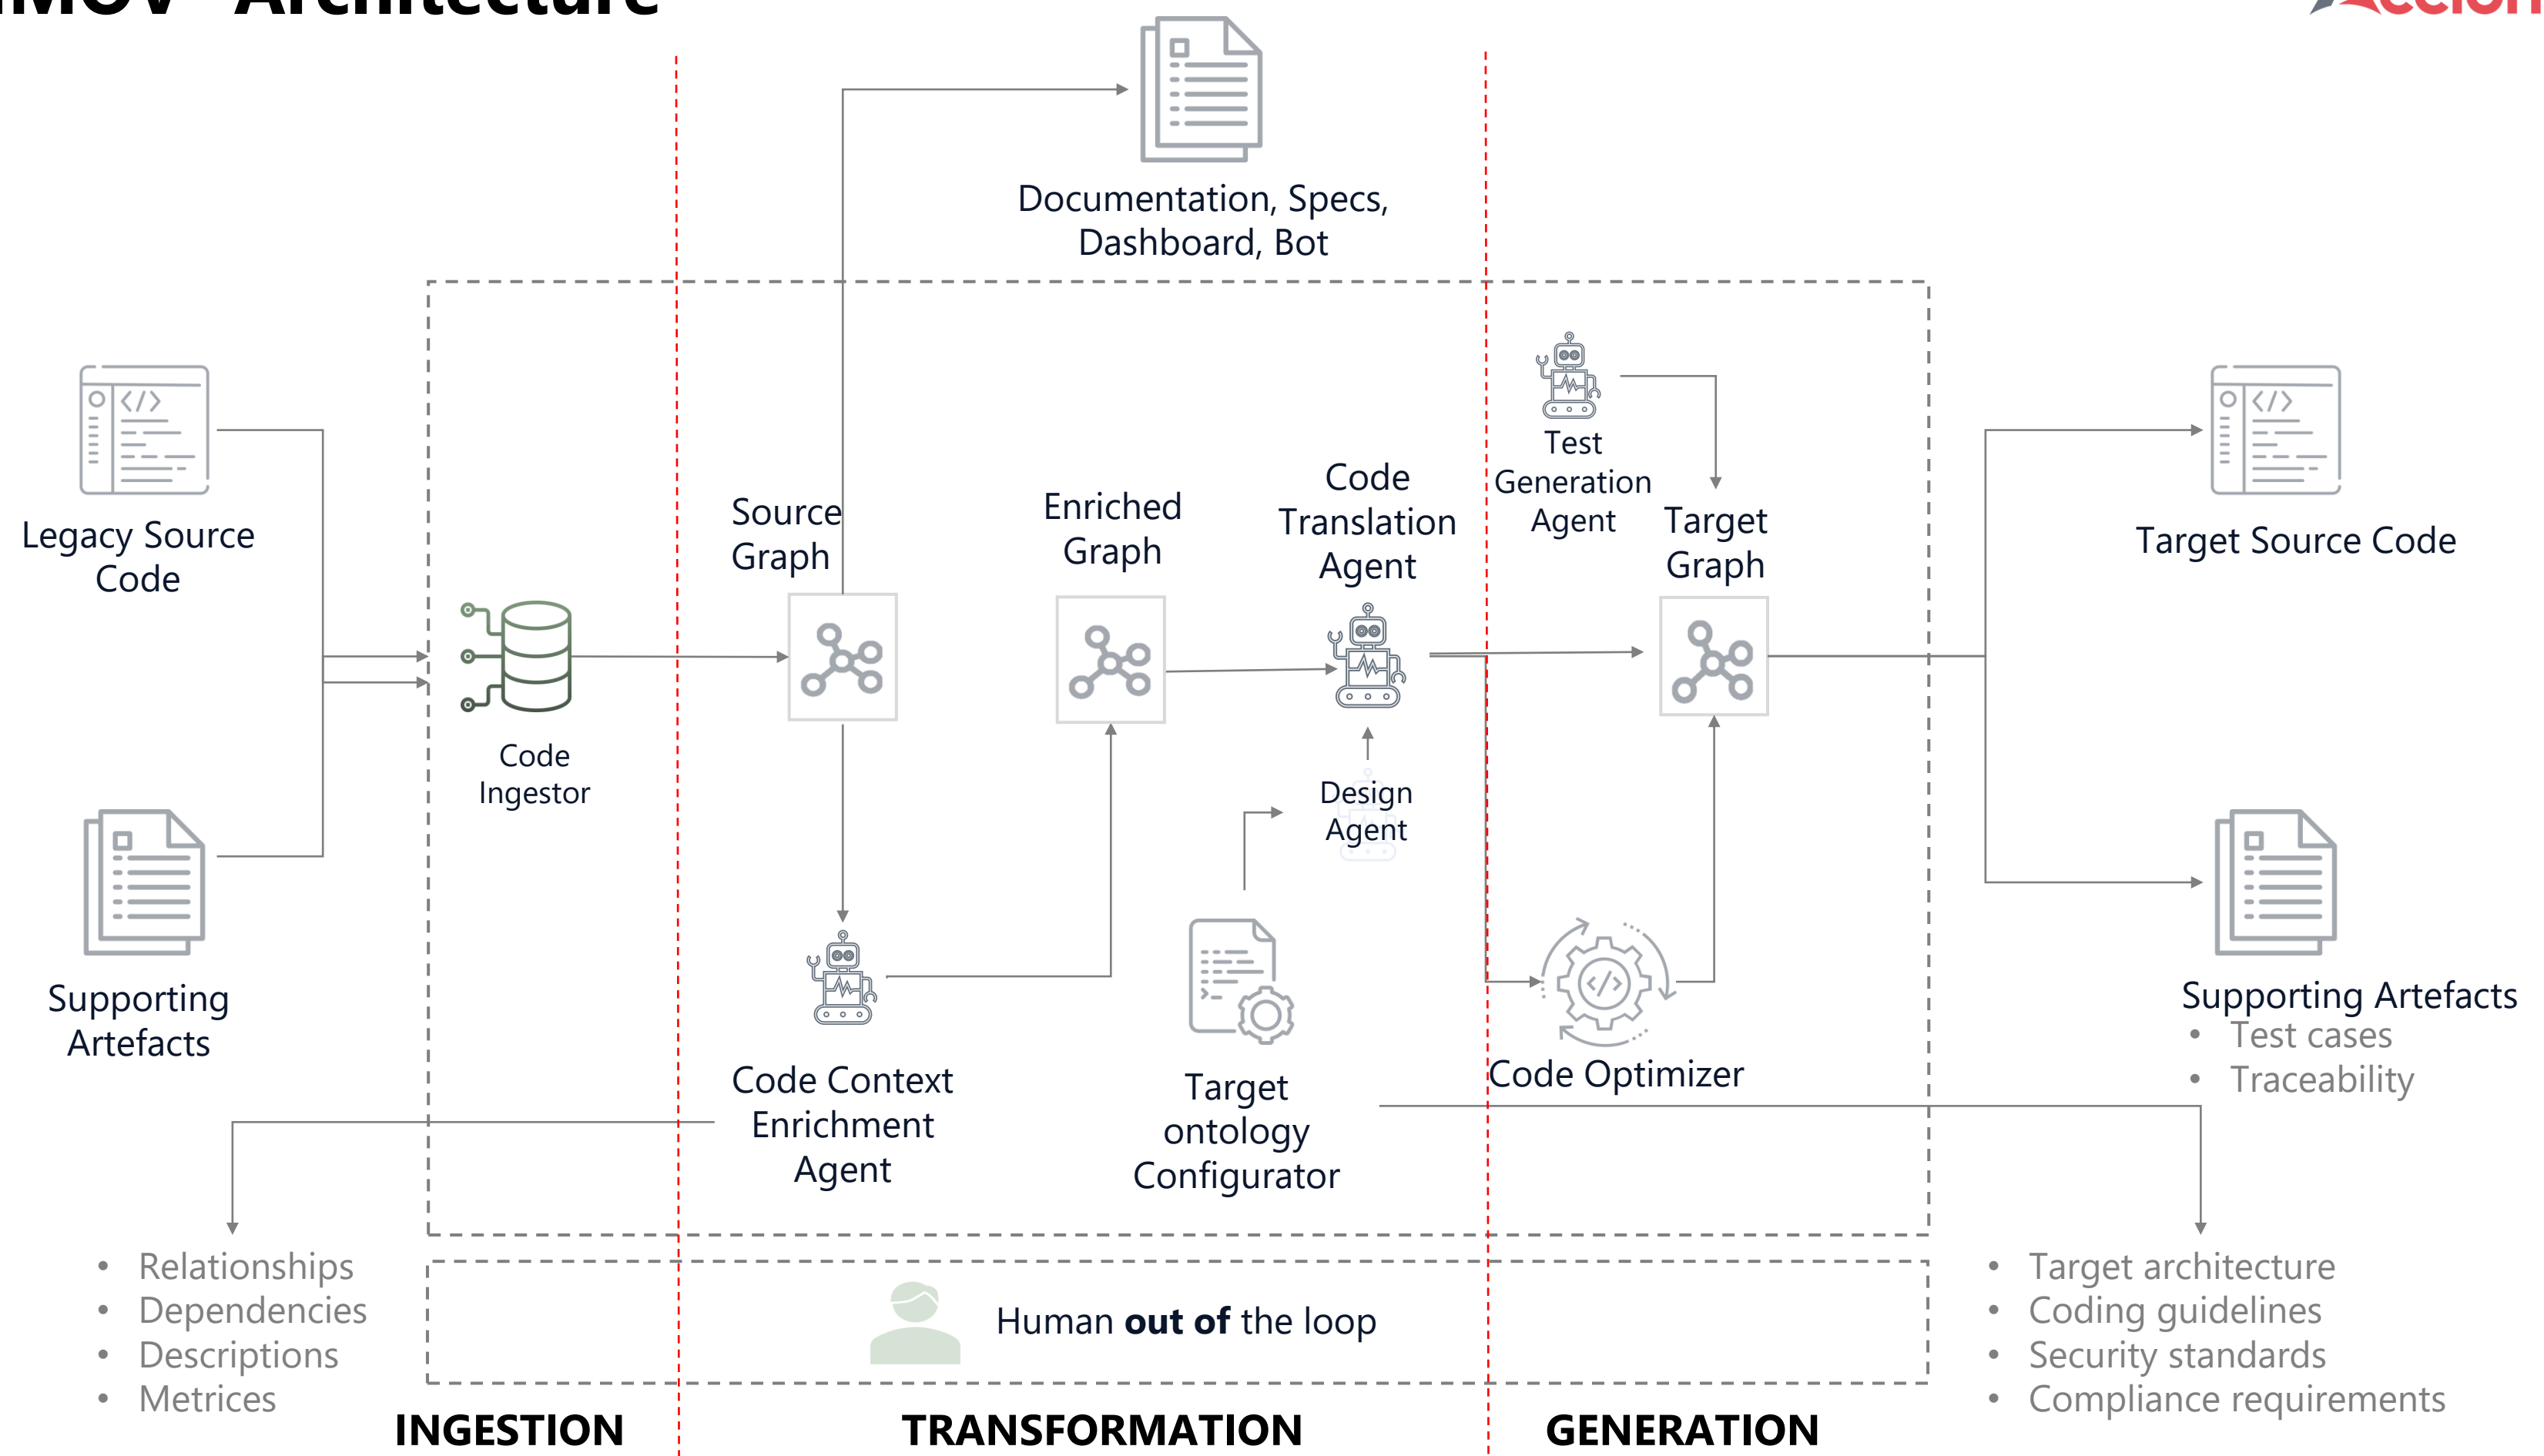 Architecture
Documentation, Specs,
Dashboard, Bot
Legacy Source
Code
Supporting
Artefacts
Code
Ingestor
Source
Graph
Enriched
Graph
Code
Translation
Agent
Test
Generation
Agent
Target
Graph
Design
Agent
Code Context
Enrichment
Agent
Target
ontology
Configurator
Code Optimizer
Target Source Code
Supporting Artefacts
• Test cases
• Traceability
• Relationships
• Dependencies
• Descriptions
• Metrices
Human out of the loop
• Target architecture
• Coding guidelines
• Security standards
• Compliance requirements
INGESTION
TRANSFORMATION
GENERATION